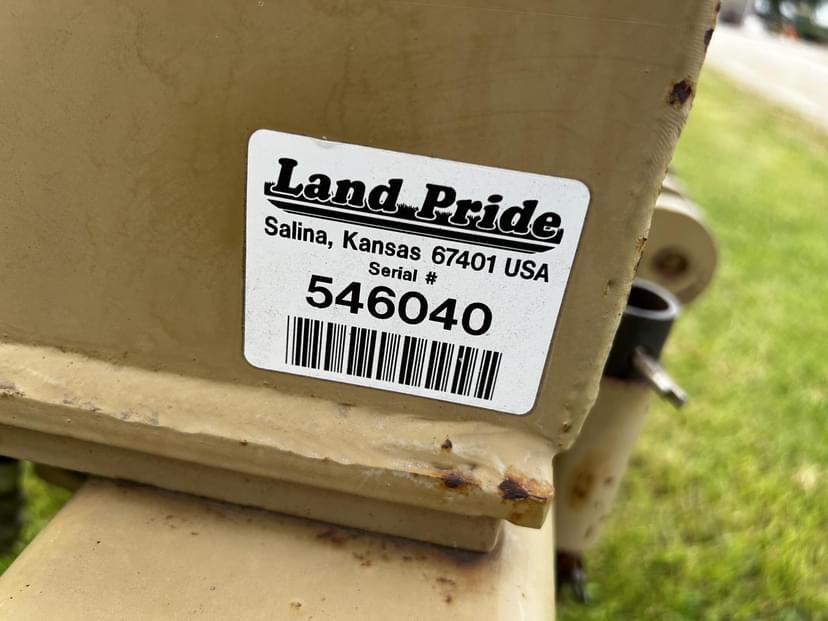 Land Pride
Salina, Kansas 67401 USA
Serial #
546040